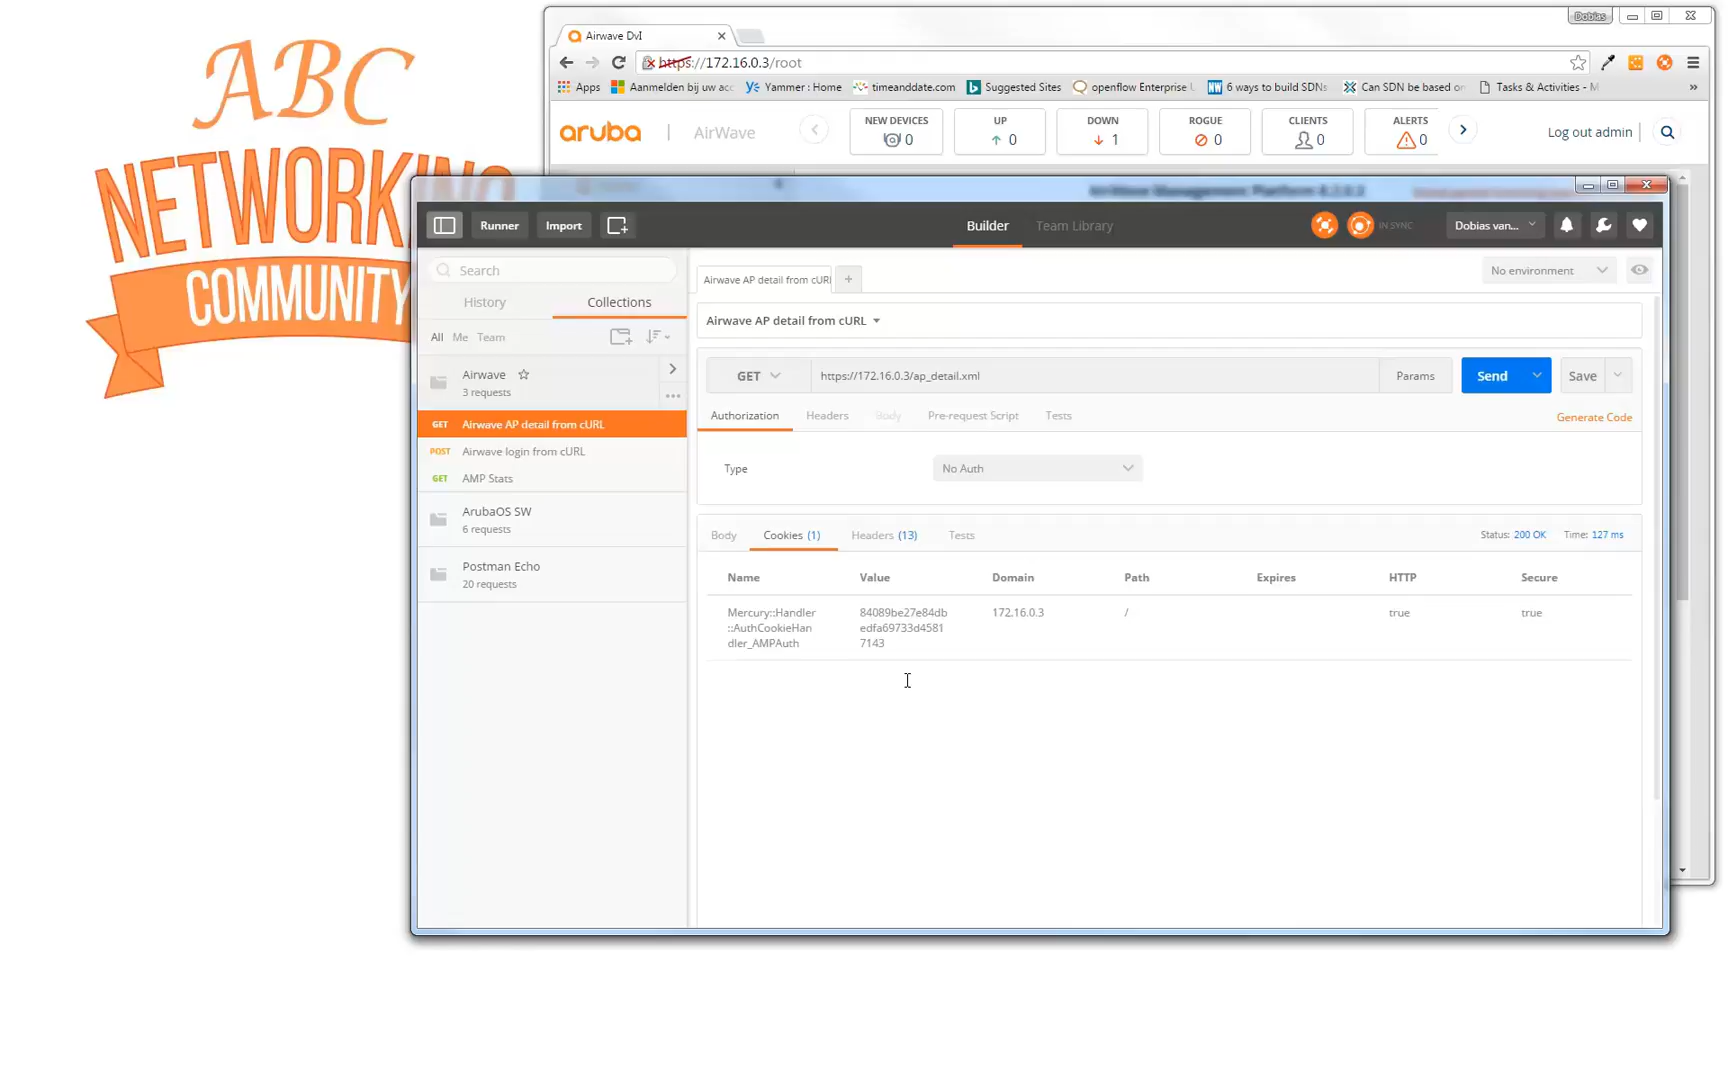 ABC
NETWORKING
COMMUNITY
Dobias
Airwave DvI
https://172.16.0.3/root
Apps Aanmelden bij uw acc Yammer : Home timeanddate.com Suggested Sites openflow Enterprise 6 ways to build SDNs Can SDN be based on Tasks & Activities - M »
aruba | AirWave
NEW DEVICES
0
UP
0
DOWN
1
ROGUE
0
CLIENTS
0
ALERTS
0
Log out admin
Runner Import Builder Team Library IN SYNC Dobias van...
Search
History Collections
All Me Team
Airwave
3 requests
GET Airwave AP detail from cURL
POST Airwave login from cURL
GET AMP Stats
ArubaOS SW
6 requests
Postman Echo
20 requests
Airwave AP detail from cURL +
No environment
Airwave AP detail from cURL
GET https://172.16.0.3/ap_detail.xml Params Send Save
Authorization Headers Body Pre-request Script Tests Generate Code
Type No Auth
Body Cookies (1) Headers (13) Tests Status: 200 OK Time: 127 ms
Name Value Domain Path Expires HTTP Secure
Mercury::Handler 84089be27e84db 172.16.0.3 / true true
::AuthCookieHan edfa69733d4581
dler_AMPAuth 7143